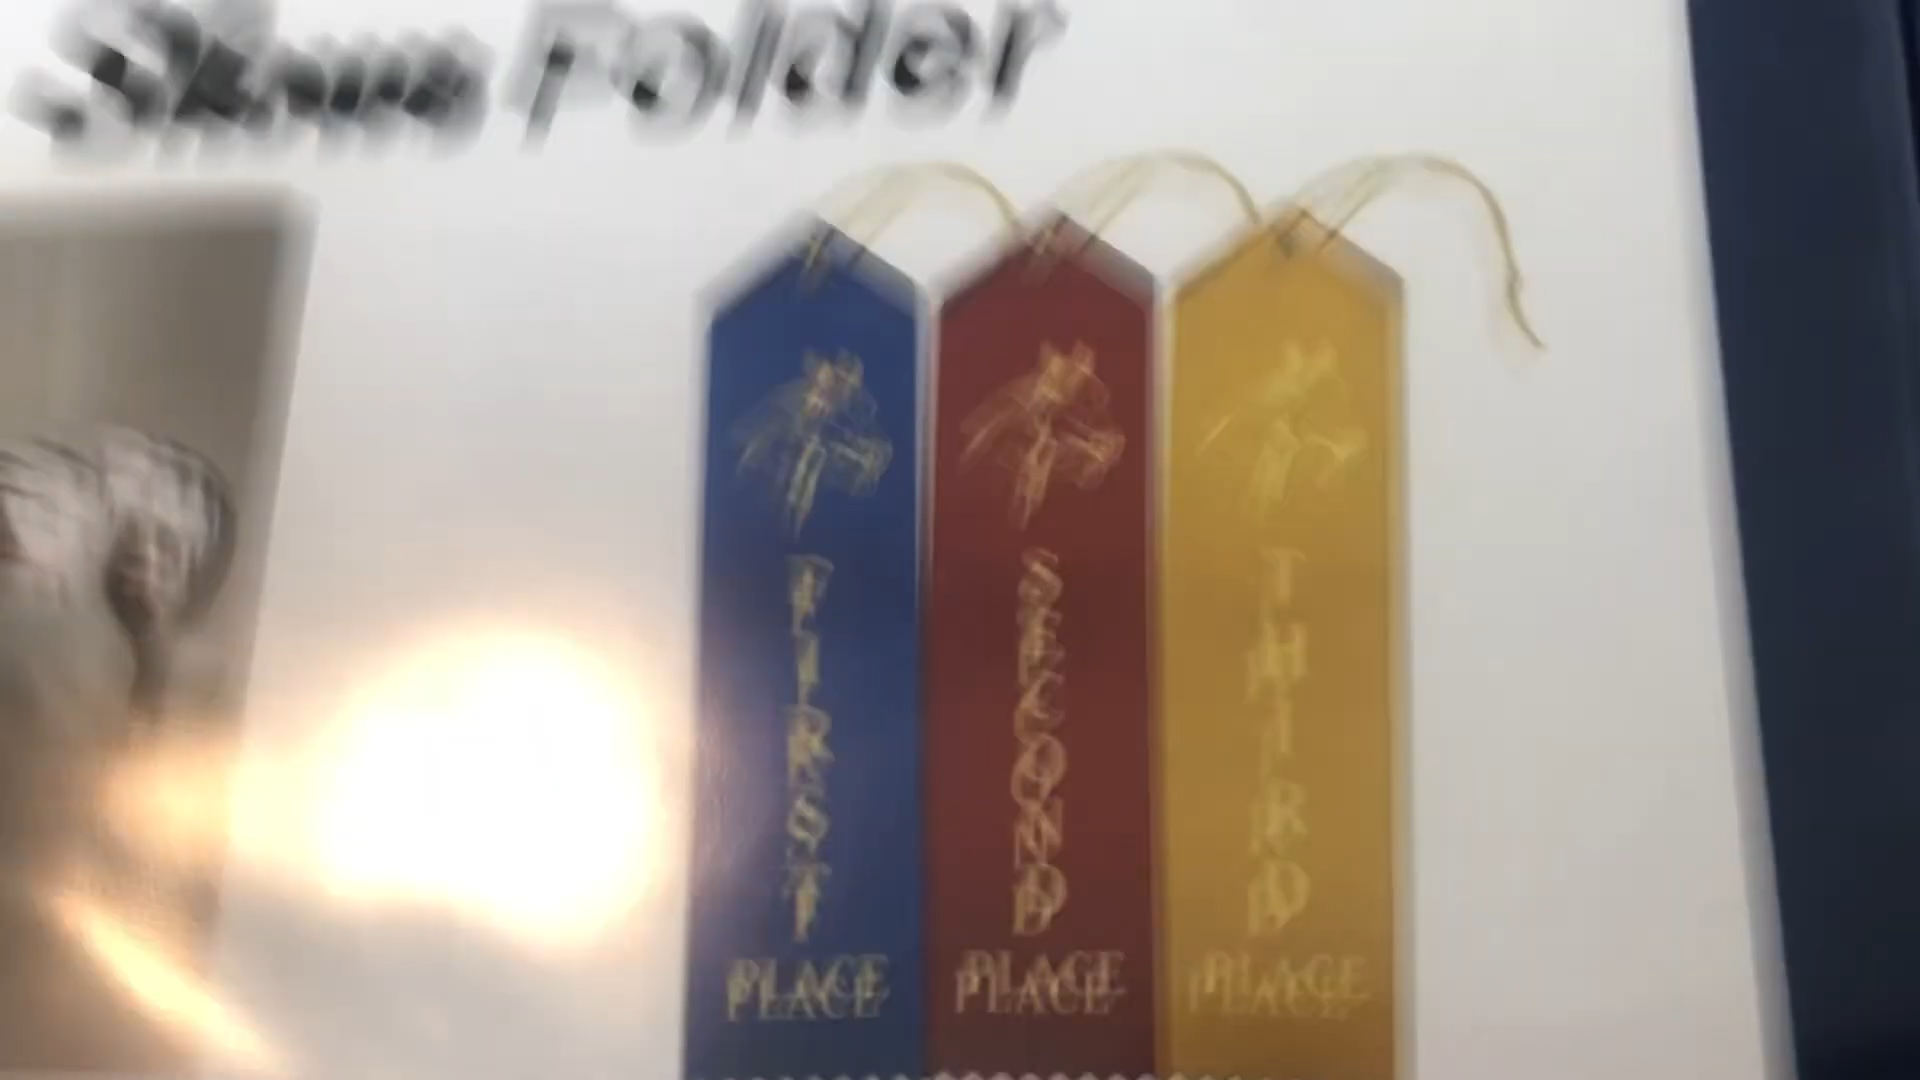 Show Folder
FIRST
PLACE
SECOND
PLACE
THIRD
PLACE